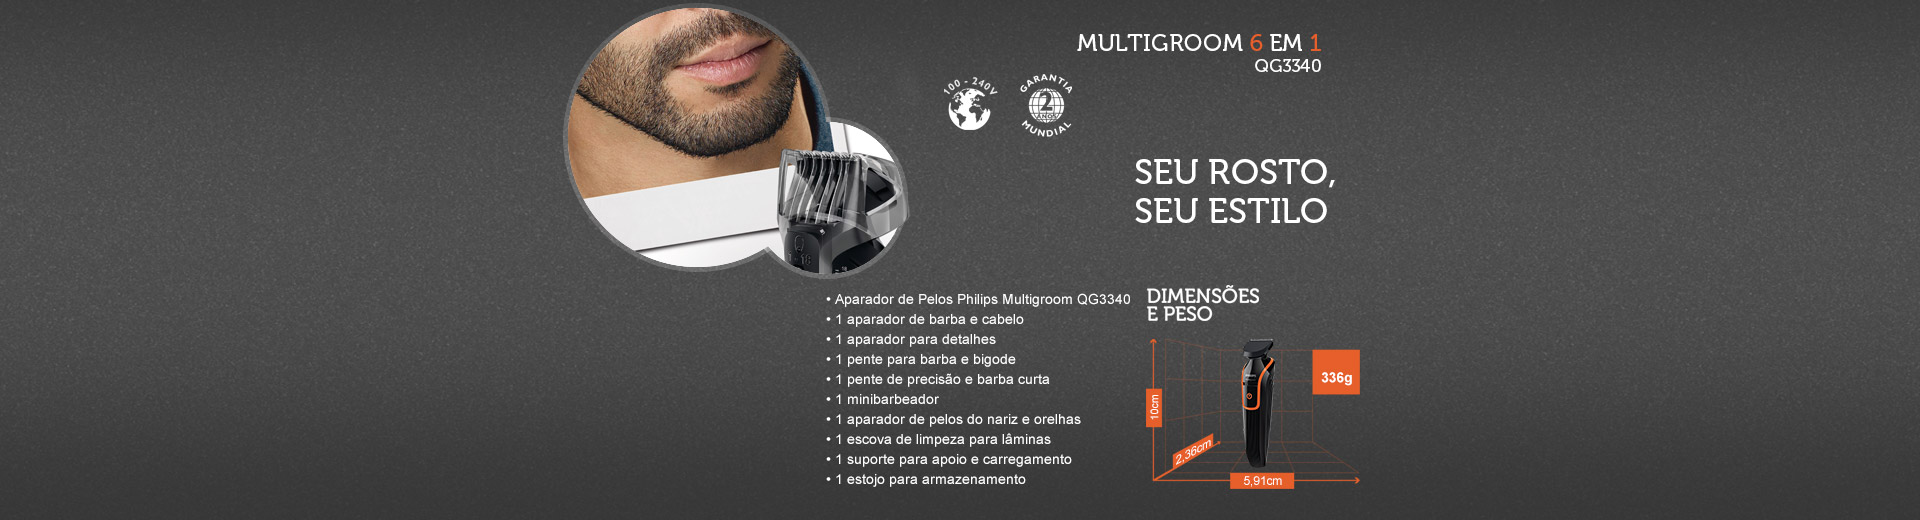 MULTIGROOM 6 EM 1
QG3340
100 - 240V
GARANTIA
2
ANOS
MUNDIAL
SEU ROSTO,
SEU ESTILO
• Aparador de Pelos Philips Multigroom QG3340
• 1 aparador de barba e cabelo
• 1 aparador para detalhes
• 1 pente para barba e bigode
• 1 pente de precisão e barba curta
• 1 minibarbeador
• 1 aparador de pelos do nariz e orelhas
• 1 escova de limpeza para lâminas
• 1 suporte para apoio e carregamento
• 1 estojo para armazenamento
DIMENSÕES
E PESO
336g
10cm
2,36cm
5,91cm